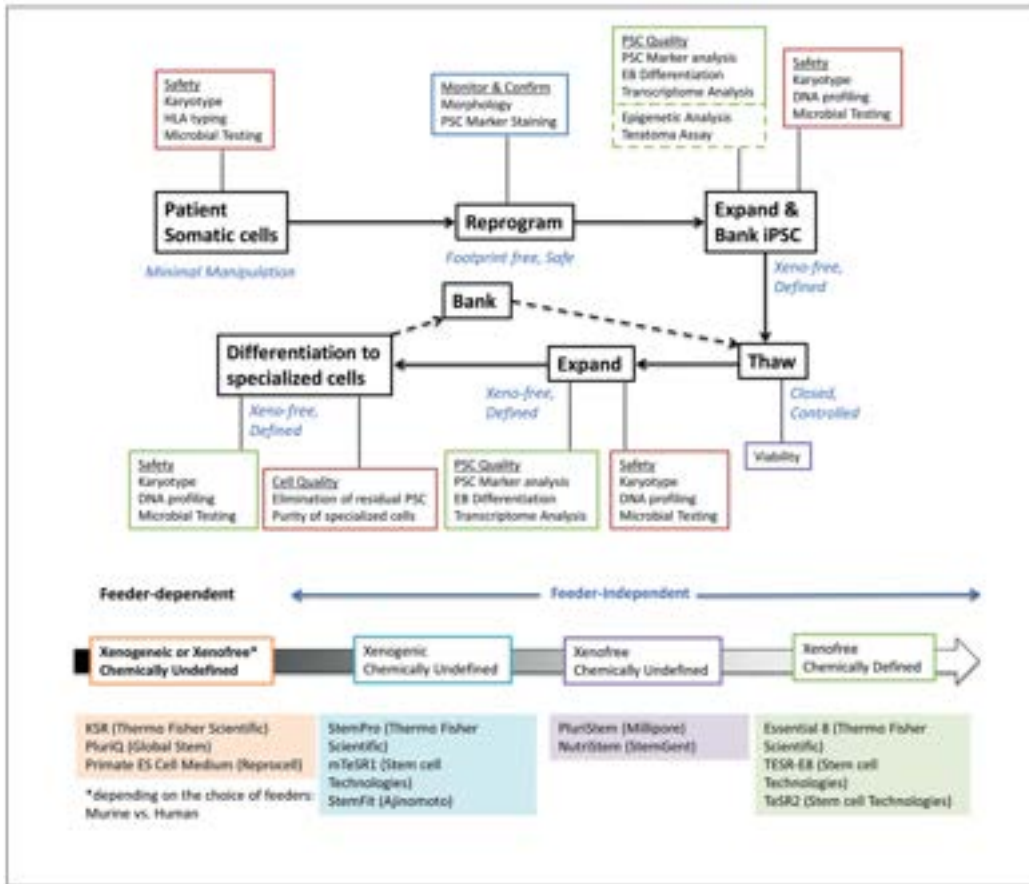 Safety
Karyotype
HLA typing
Microbial Testing
Monitor & Confirm
Morphology
PSC Marker Staining
PSC Quality
PSC Marker analysis
EB Differentiation
Transcriptome Analysis
Epigenetic Analysis
Teratoma Assay
Safety
Karyotype
DNA profiling
Microbial Testing
Patient
Somatic cells
Reprogram
Expand &
Bank iPSC
Minimal Manipulation
Footprint free, Safe
Xeno-free,
Defined
Bank
Differentiation to
specialized cells
Expand
Thaw
Xeno-free,
Defined
Xeno-free,
Defined
Closed,
Controlled
Viability
Safety
Karyotype
DNA profiling
Microbial Testing
Cell Quality
Elimination of residual PSC
Purity of specialized cells
PSC Quality
PSC Marker analysis
EB Differentiation
Transcriptome Analysis
Safety
Karyotype
DNA profiling
Microbial Testing
Feeder-dependent
Feeder-Independent
Xenogeneic or Xenofree*
Chemically Undefined
Xenogenic
Chemically Undefined
Xenofree
Chemically Undefined
Xenofree
Chemically Defined
KSR (Thermo Fisher Scientific)
PluriQ (Global Stem)
Primate ES Cell Medium (Reprocell)
*depending on the choice of feeders:
Murine vs. Human
StemPro (Thermo Fisher
Scientific)
mTeSR1 (Stem cell
Technologies)
StemFit (Ajinomoto)
PluriStem (Millipore)
NutriStem (StemGent)
Essential 8 (Thermo Fisher
Scientific)
TESR-E8 (Stem cell
Technologies)
TeSR2 (Stem cell Technologies)